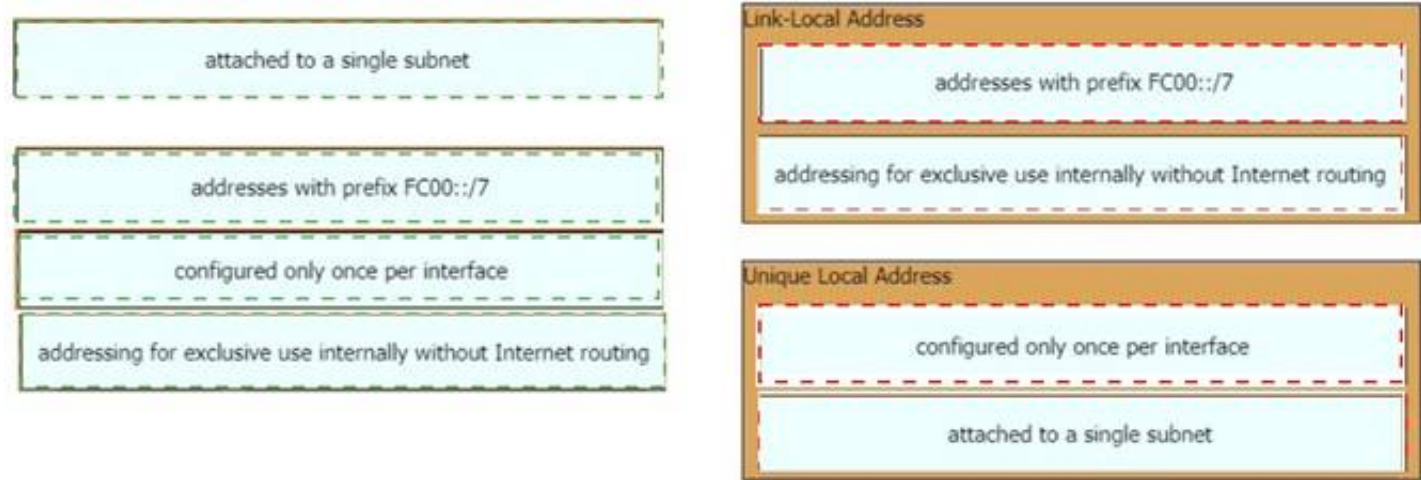 attached to a single subnet
addresses with prefix FC00::/7
configured only once per interface
addressing for exclusive use internally without Internet routing
Link-Local Address
addresses with prefix FC00::/7
addressing for exclusive use internally without Internet routing
Unique Local Address
configured only once per interface
attached to a single subnet